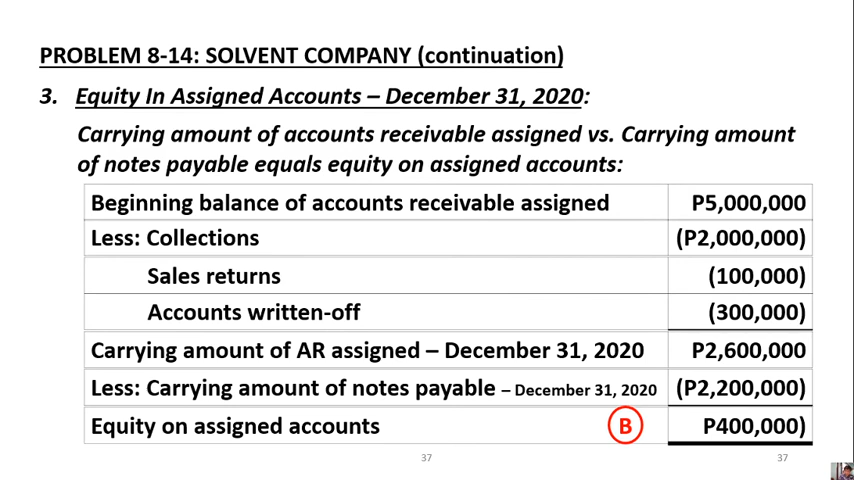 PROBLEM 8-14: SOLVENT COMPANY (continuation)
3. Equity In Assigned Accounts – December 31, 2020:
Carrying amount of accounts receivable assigned vs. Carrying amount
of notes payable equals equity on assigned accounts:
Beginning balance of accounts receivable assigned P5,000,000
Less: Collections (P2,000,000)
Sales returns (100,000)
Accounts written-off (300,000)
Carrying amount of AR assigned – December 31, 2020 P2,600,000
Less: Carrying amount of notes payable – December 31, 2020 (P2,200,000)
Equity on assigned accounts B P400,000)
37 37